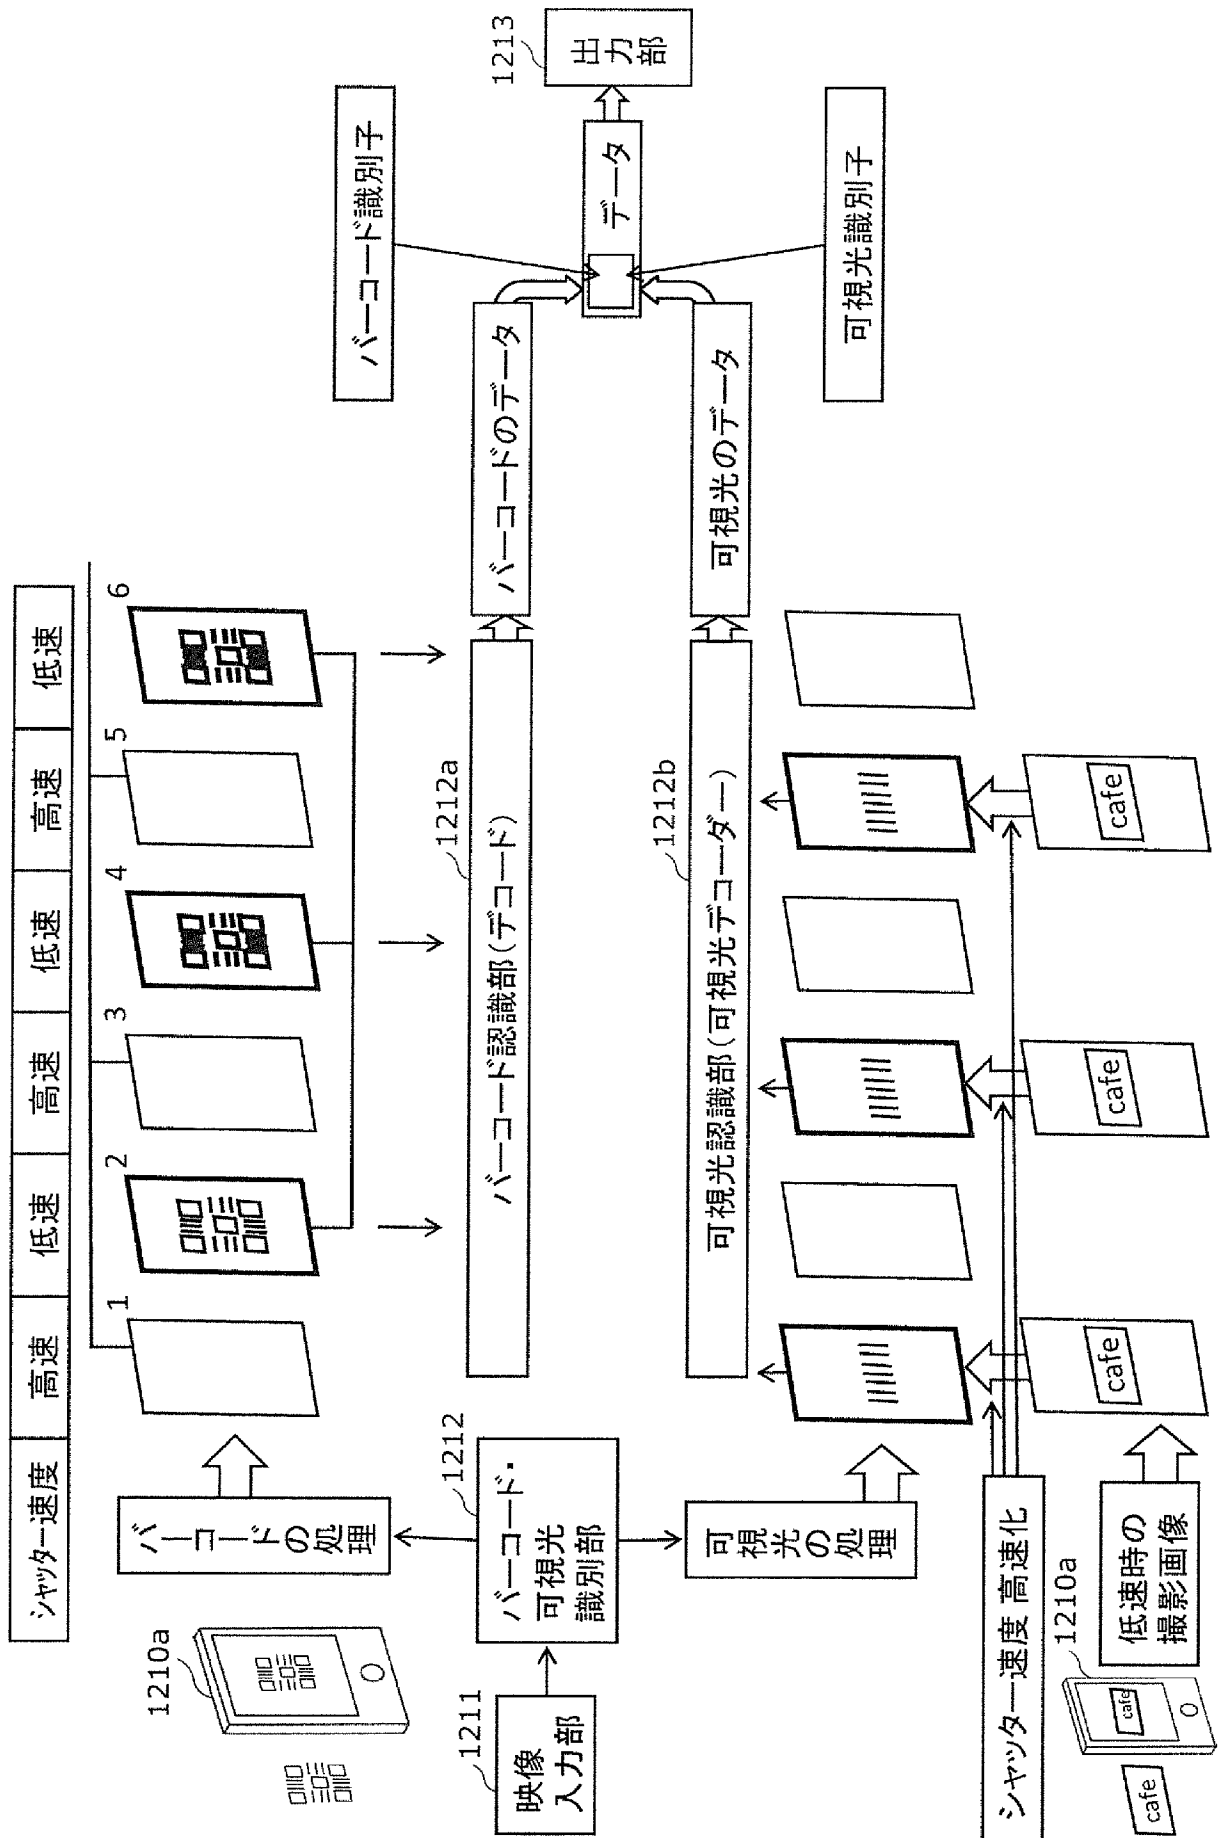 シャッター速度 高速 低速 高速 低速 高速 低速
1 2 3 4 5 6
1210a
バーコードの処理
バーコード識別子
1212a
バーコード認識部(デコード)
バーコードのデータ
1211
映像
入力部
1212
バーコード・
可視光
識別部
データ
1213
出力部
1212b
可視光認識部(可視光デコーダー)
可視光のデータ
可視光の処理
可視光識別子
シャッター速度 高速化
1210a
cafe
cafe
低速時の
撮影画像
cafe
cafe
cafe